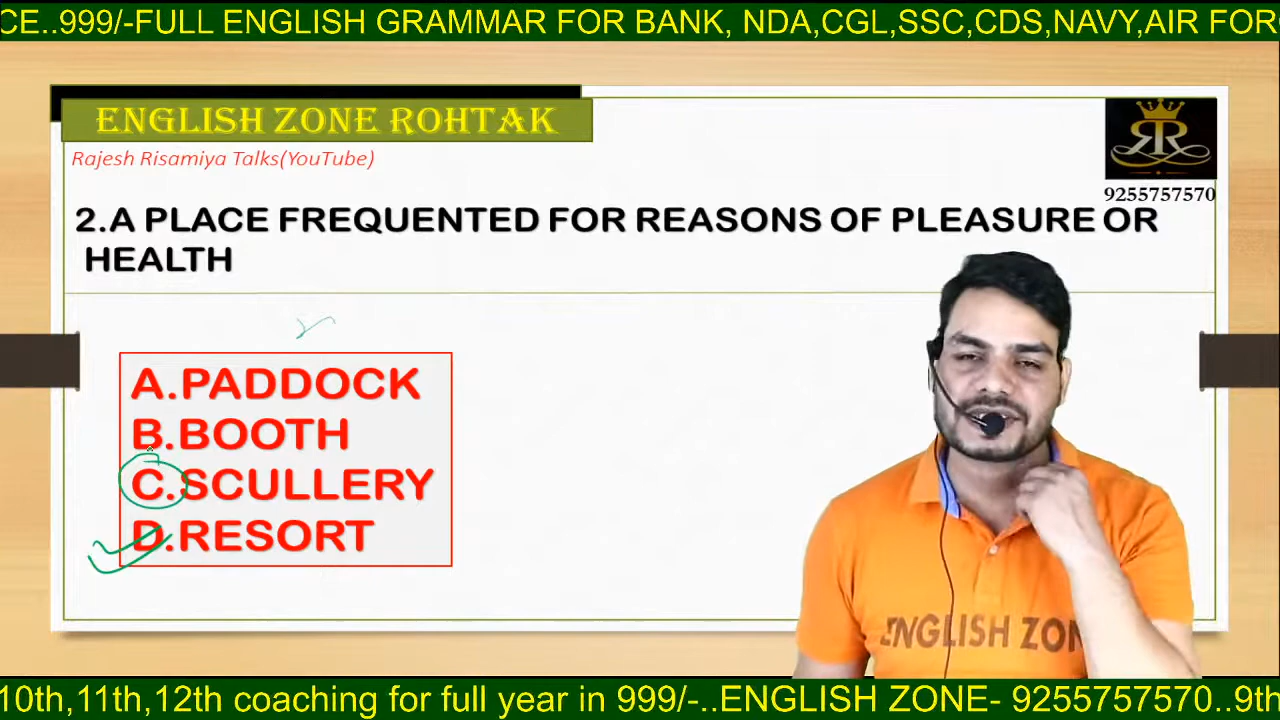 CE..999/-FULL ENGLISH GRAMMAR FOR BANK, NDA,CGL,SSC,CDS,NAVY,AIR FOR
ENGLISH ZONE ROHTAK
Rajesh Risamiya Talks(YouTube)
RR
9255757570
2.A PLACE FREQUENTED FOR REASONS OF PLEASURE OR
HEALTH
A.PADDOCK
B.BOOTH
C.SCULLERY
D.RESORT
ENGLISH ZON
10th,11th,12th coaching for full year in 999/-..ENGLISH ZONE- 9255757570..9th